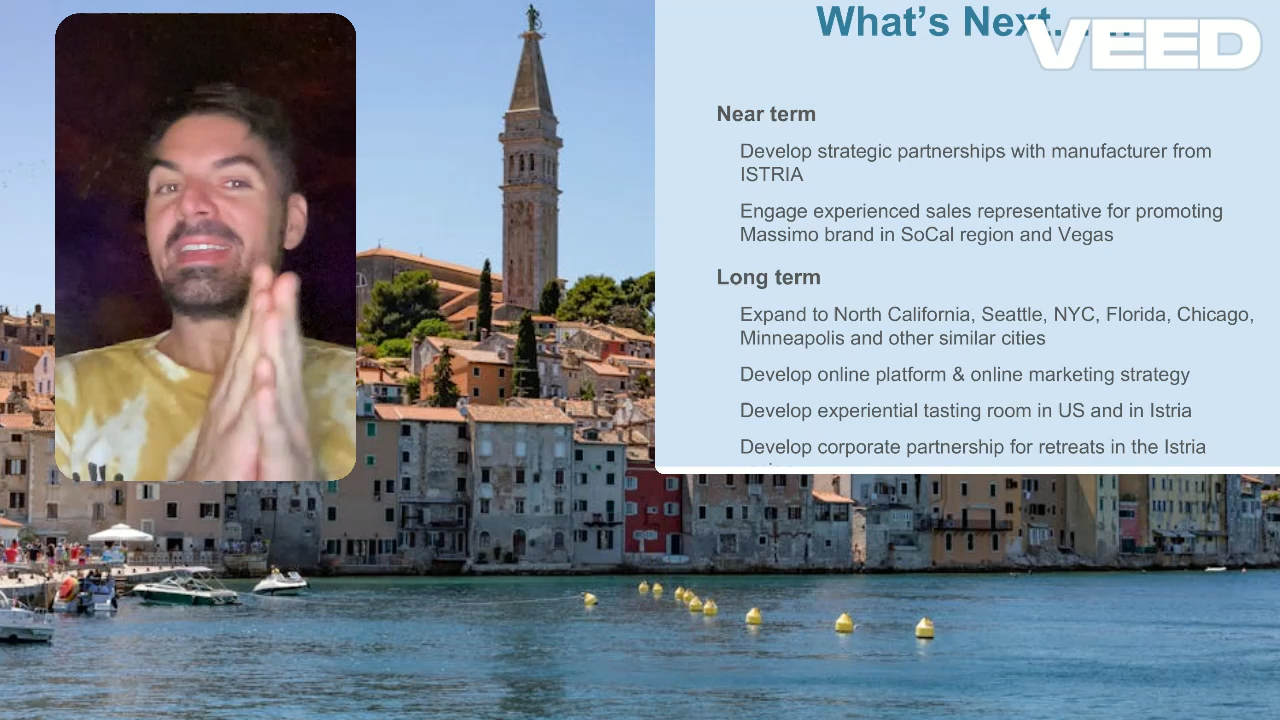 What's Next.
VEED
Near term
Develop strategic partnerships with manufacturer from
ISTRIA
Engage experienced sales representative for promoting
Massimo brand in SoCal region and Vegas
Long term
Expand to North California, Seattle, NYC, Florida, Chicago,
Minneapolis and other similar cities
Develop online platform & online marketing strategy
Develop experiential tasting room in US and in Istria
Develop corporate partnership for retreats in the Istria